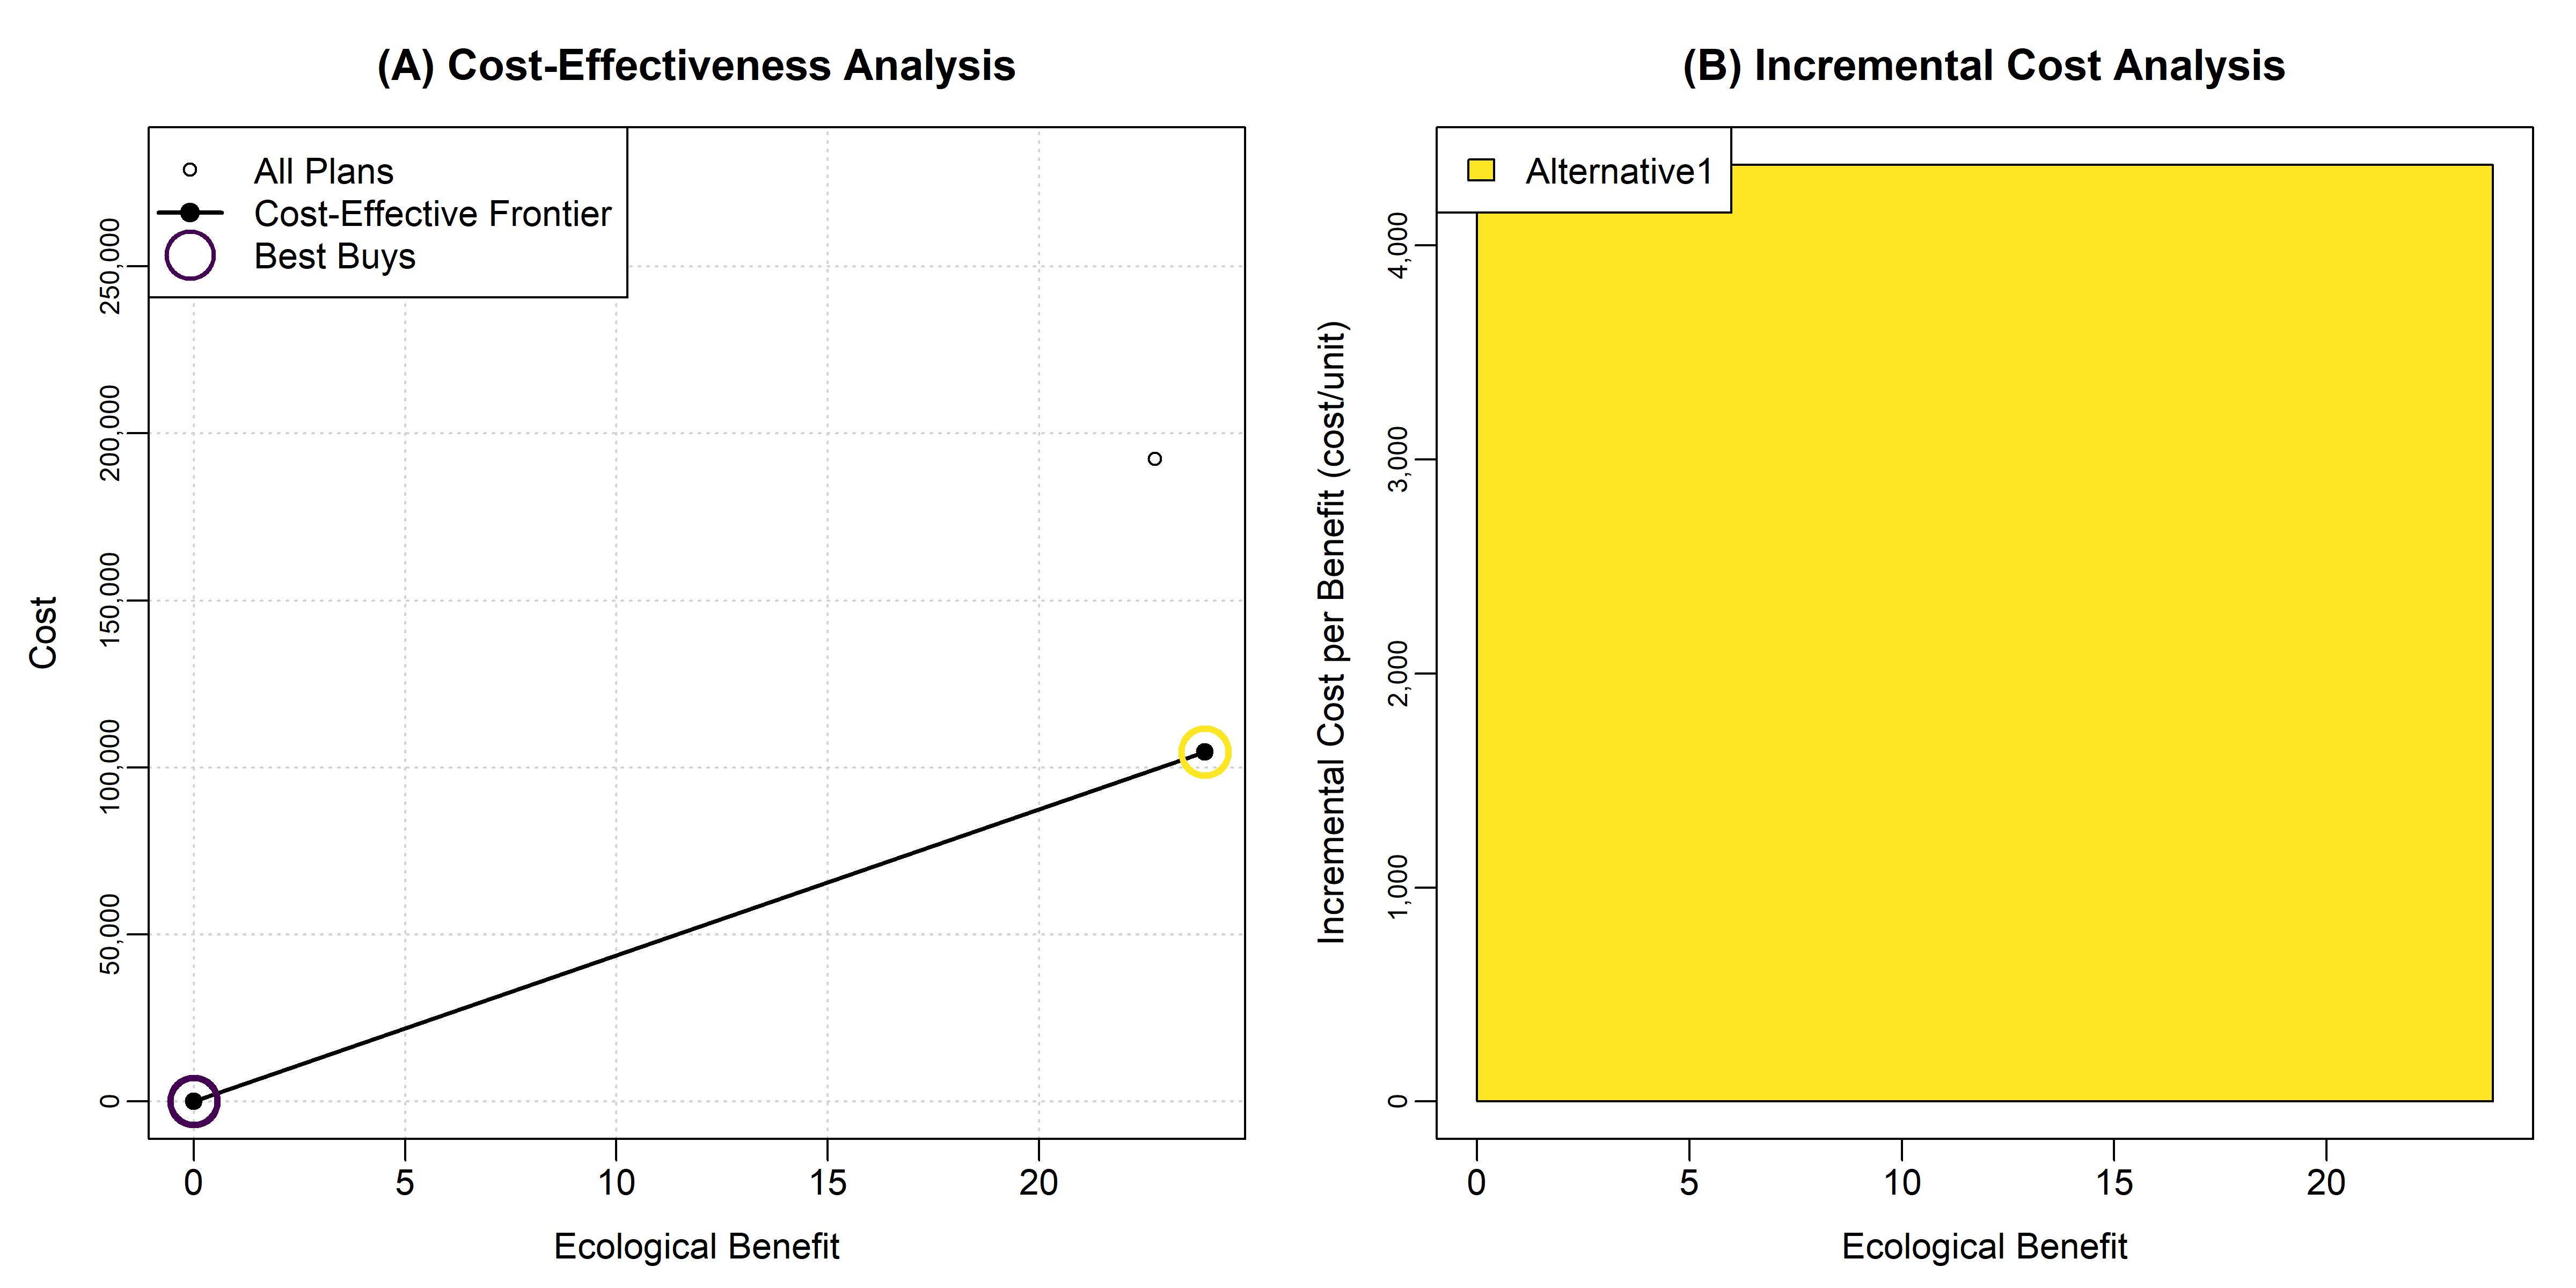 (A) Cost-Effectiveness Analysis
All Plans
Cost-Effective Frontier
Best Buys
Cost
250,000
200,000
150,000
100,000
50,000
0
0 5 10 15 20
Ecological Benefit
(B) Incremental Cost Analysis
Alternative1
Incremental Cost per Benefit (cost/unit)
4,000
3,000
2,000
1,000
0
0 5 10 15 20
Ecological Benefit